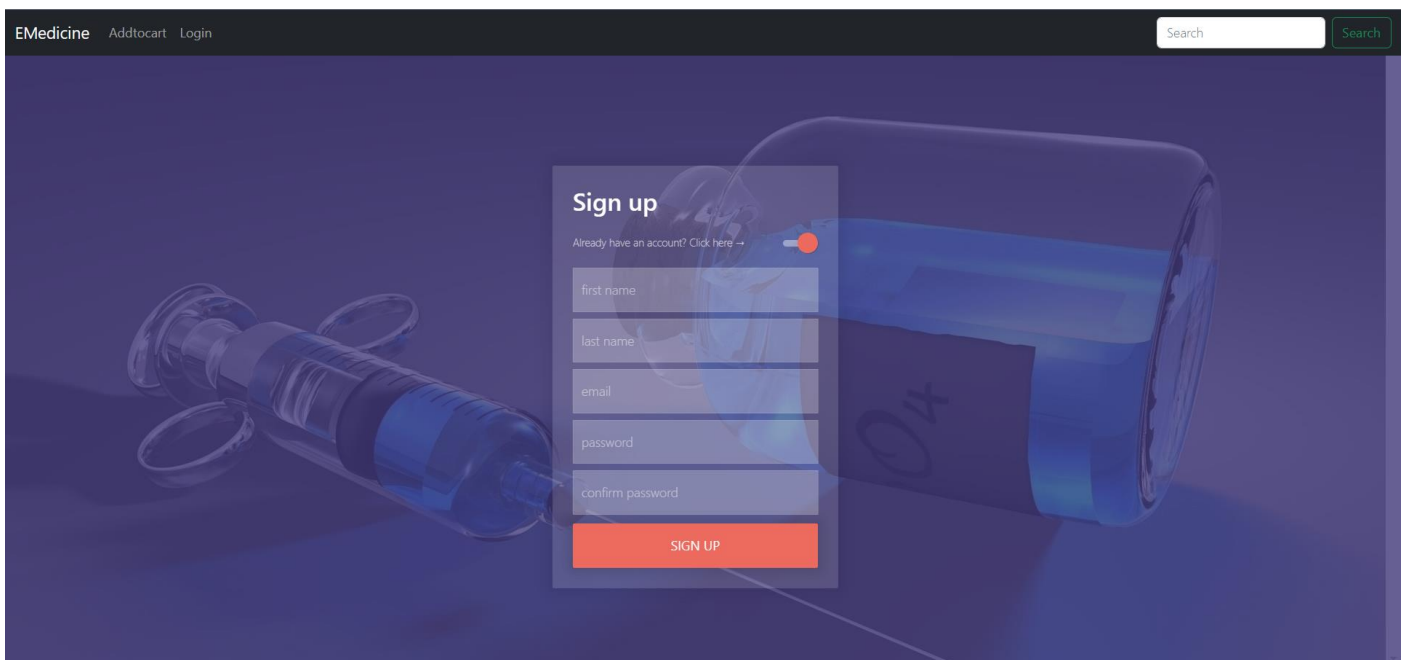 EMedicine Addtocart Login Search Search
Sign up
Already have an account? Click here →
first name
last name
email
password
confirm password
SIGN UP
O4